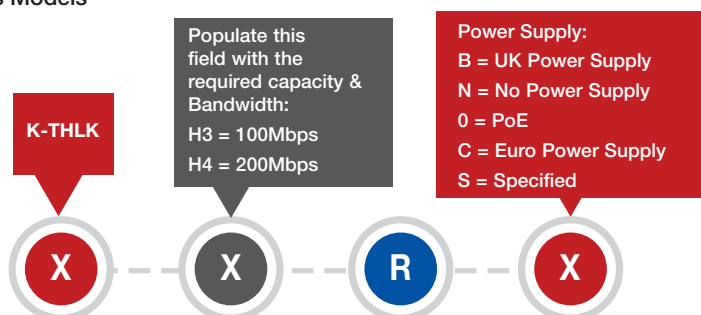 Models
K-THLK
Populate this
field with the
required capacity &
Bandwidth:
H3 = 100Mbps
H4 = 200Mbps
Power Supply:
B = UK Power Supply
N = No Power Supply
0 = PoE
C = Euro Power Supply
S = Specified
X
X
R
X